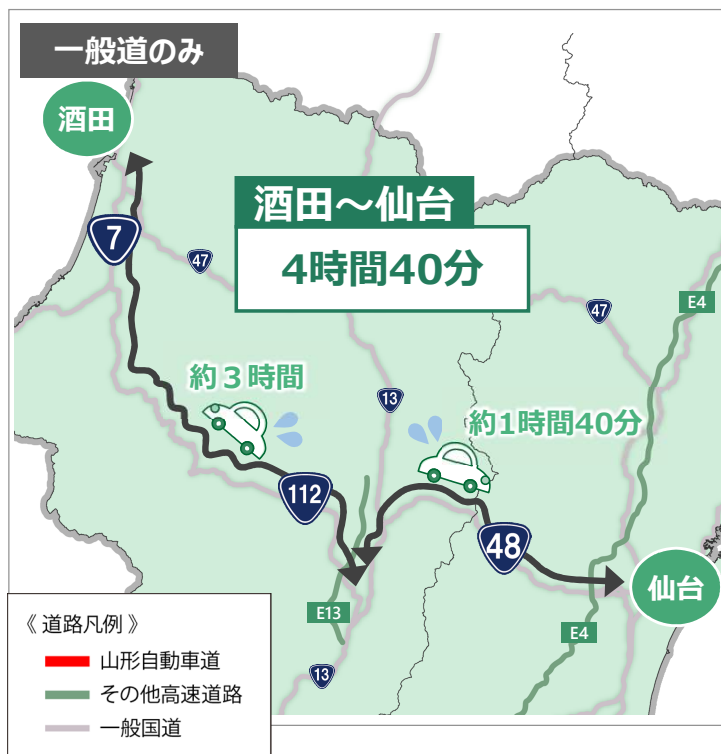 一般道のみ
酒田
酒田～仙台
4時間40分
7
47
E4
47
約３時間
13
約1時間40分
112
48
仙台
E13
E4
13
《 道路凡例 》
山形自動車道
その他高速道路
一般国道